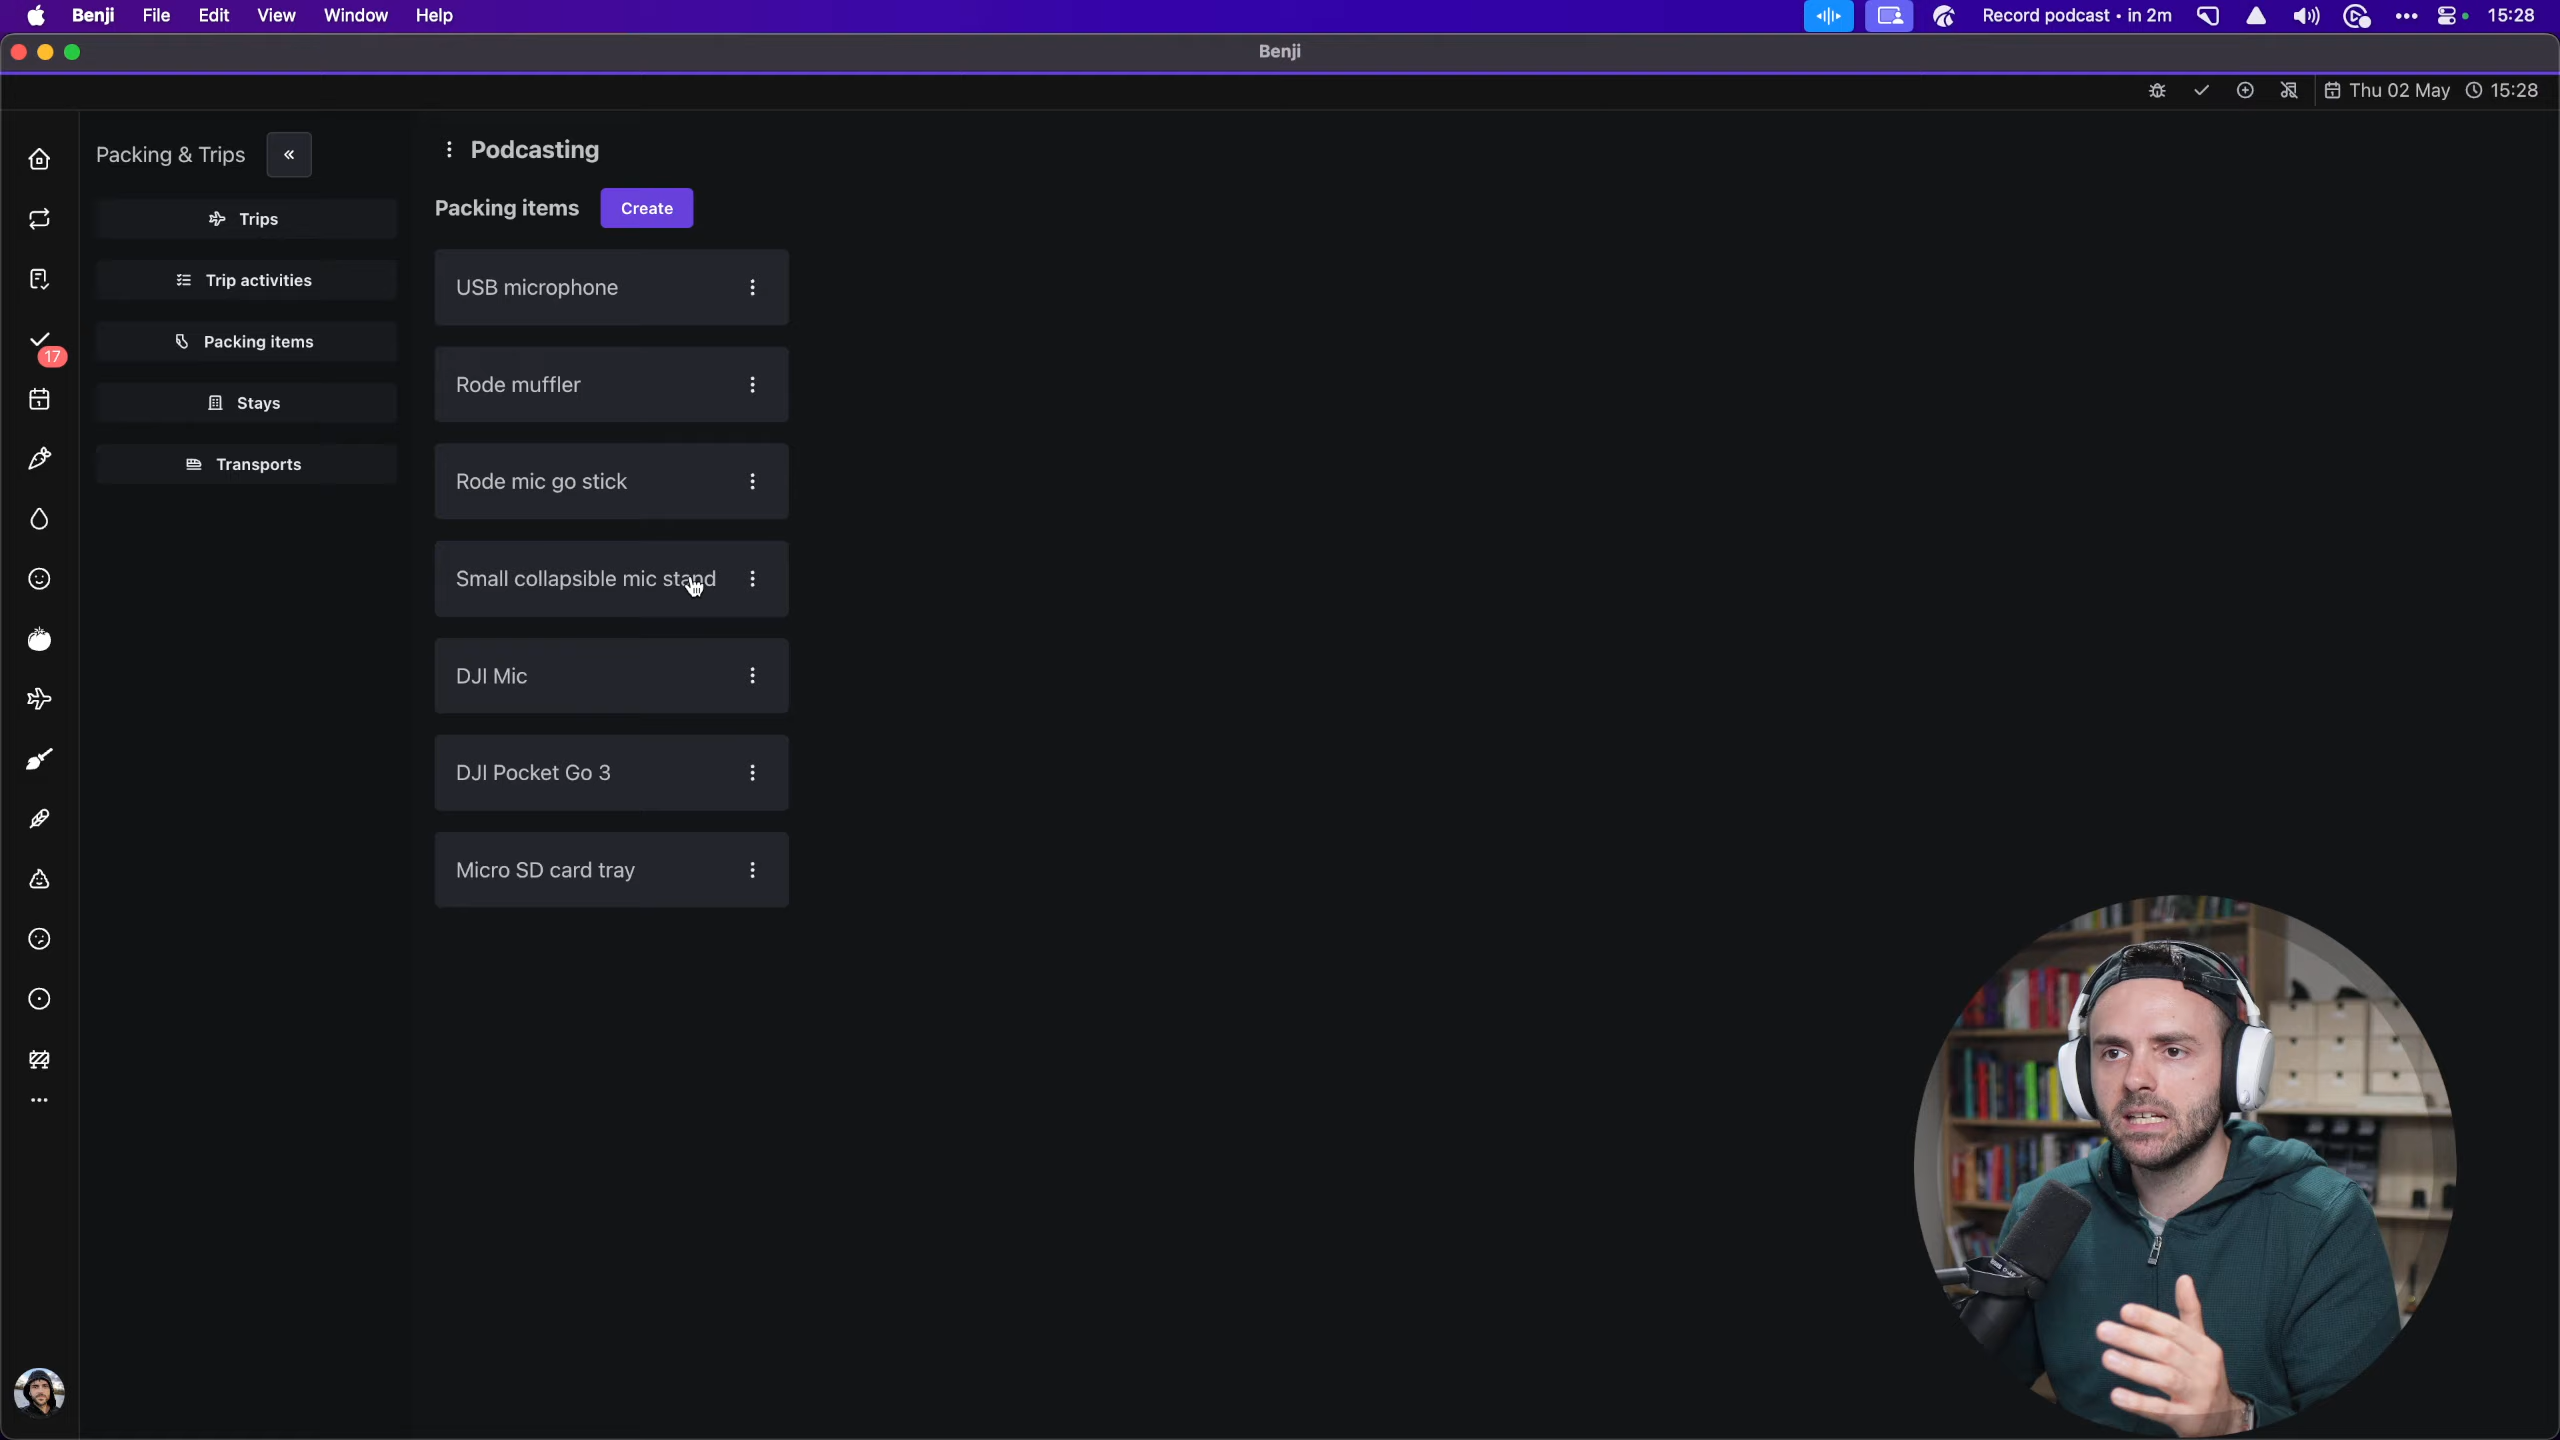 Benji File Edit View Window Help Record podcast • in 2m 15:28
Benji
Thu 02 May 15:28
Packing & Trips
Trips
Trip activities
Packing items
17
Stays
Transports
Podcasting
Packing items Create
USB microphone
Rode muffler
Rode mic go stick
Small collapsible mic stand
DJI Mic
DJI Pocket Go 3
Micro SD card tray